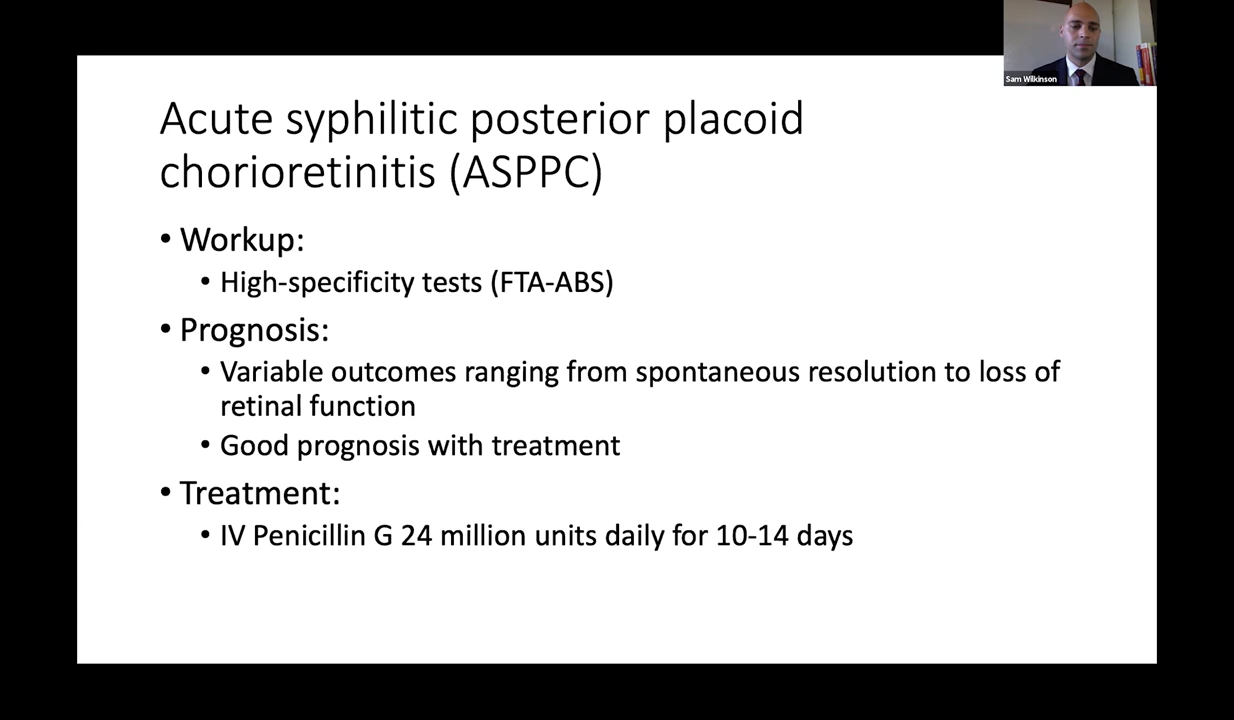 Sam Wilkinson
Acute syphilitic posterior placoid
chorioretinitis (ASPPC)
• Workup:
• High-specificity tests (FTA-ABS)
• Prognosis:
• Variable outcomes ranging from spontaneous resolution to loss of
retinal function
• Good prognosis with treatment
• Treatment:
• IV Penicillin G 24 million units daily for 10-14 days